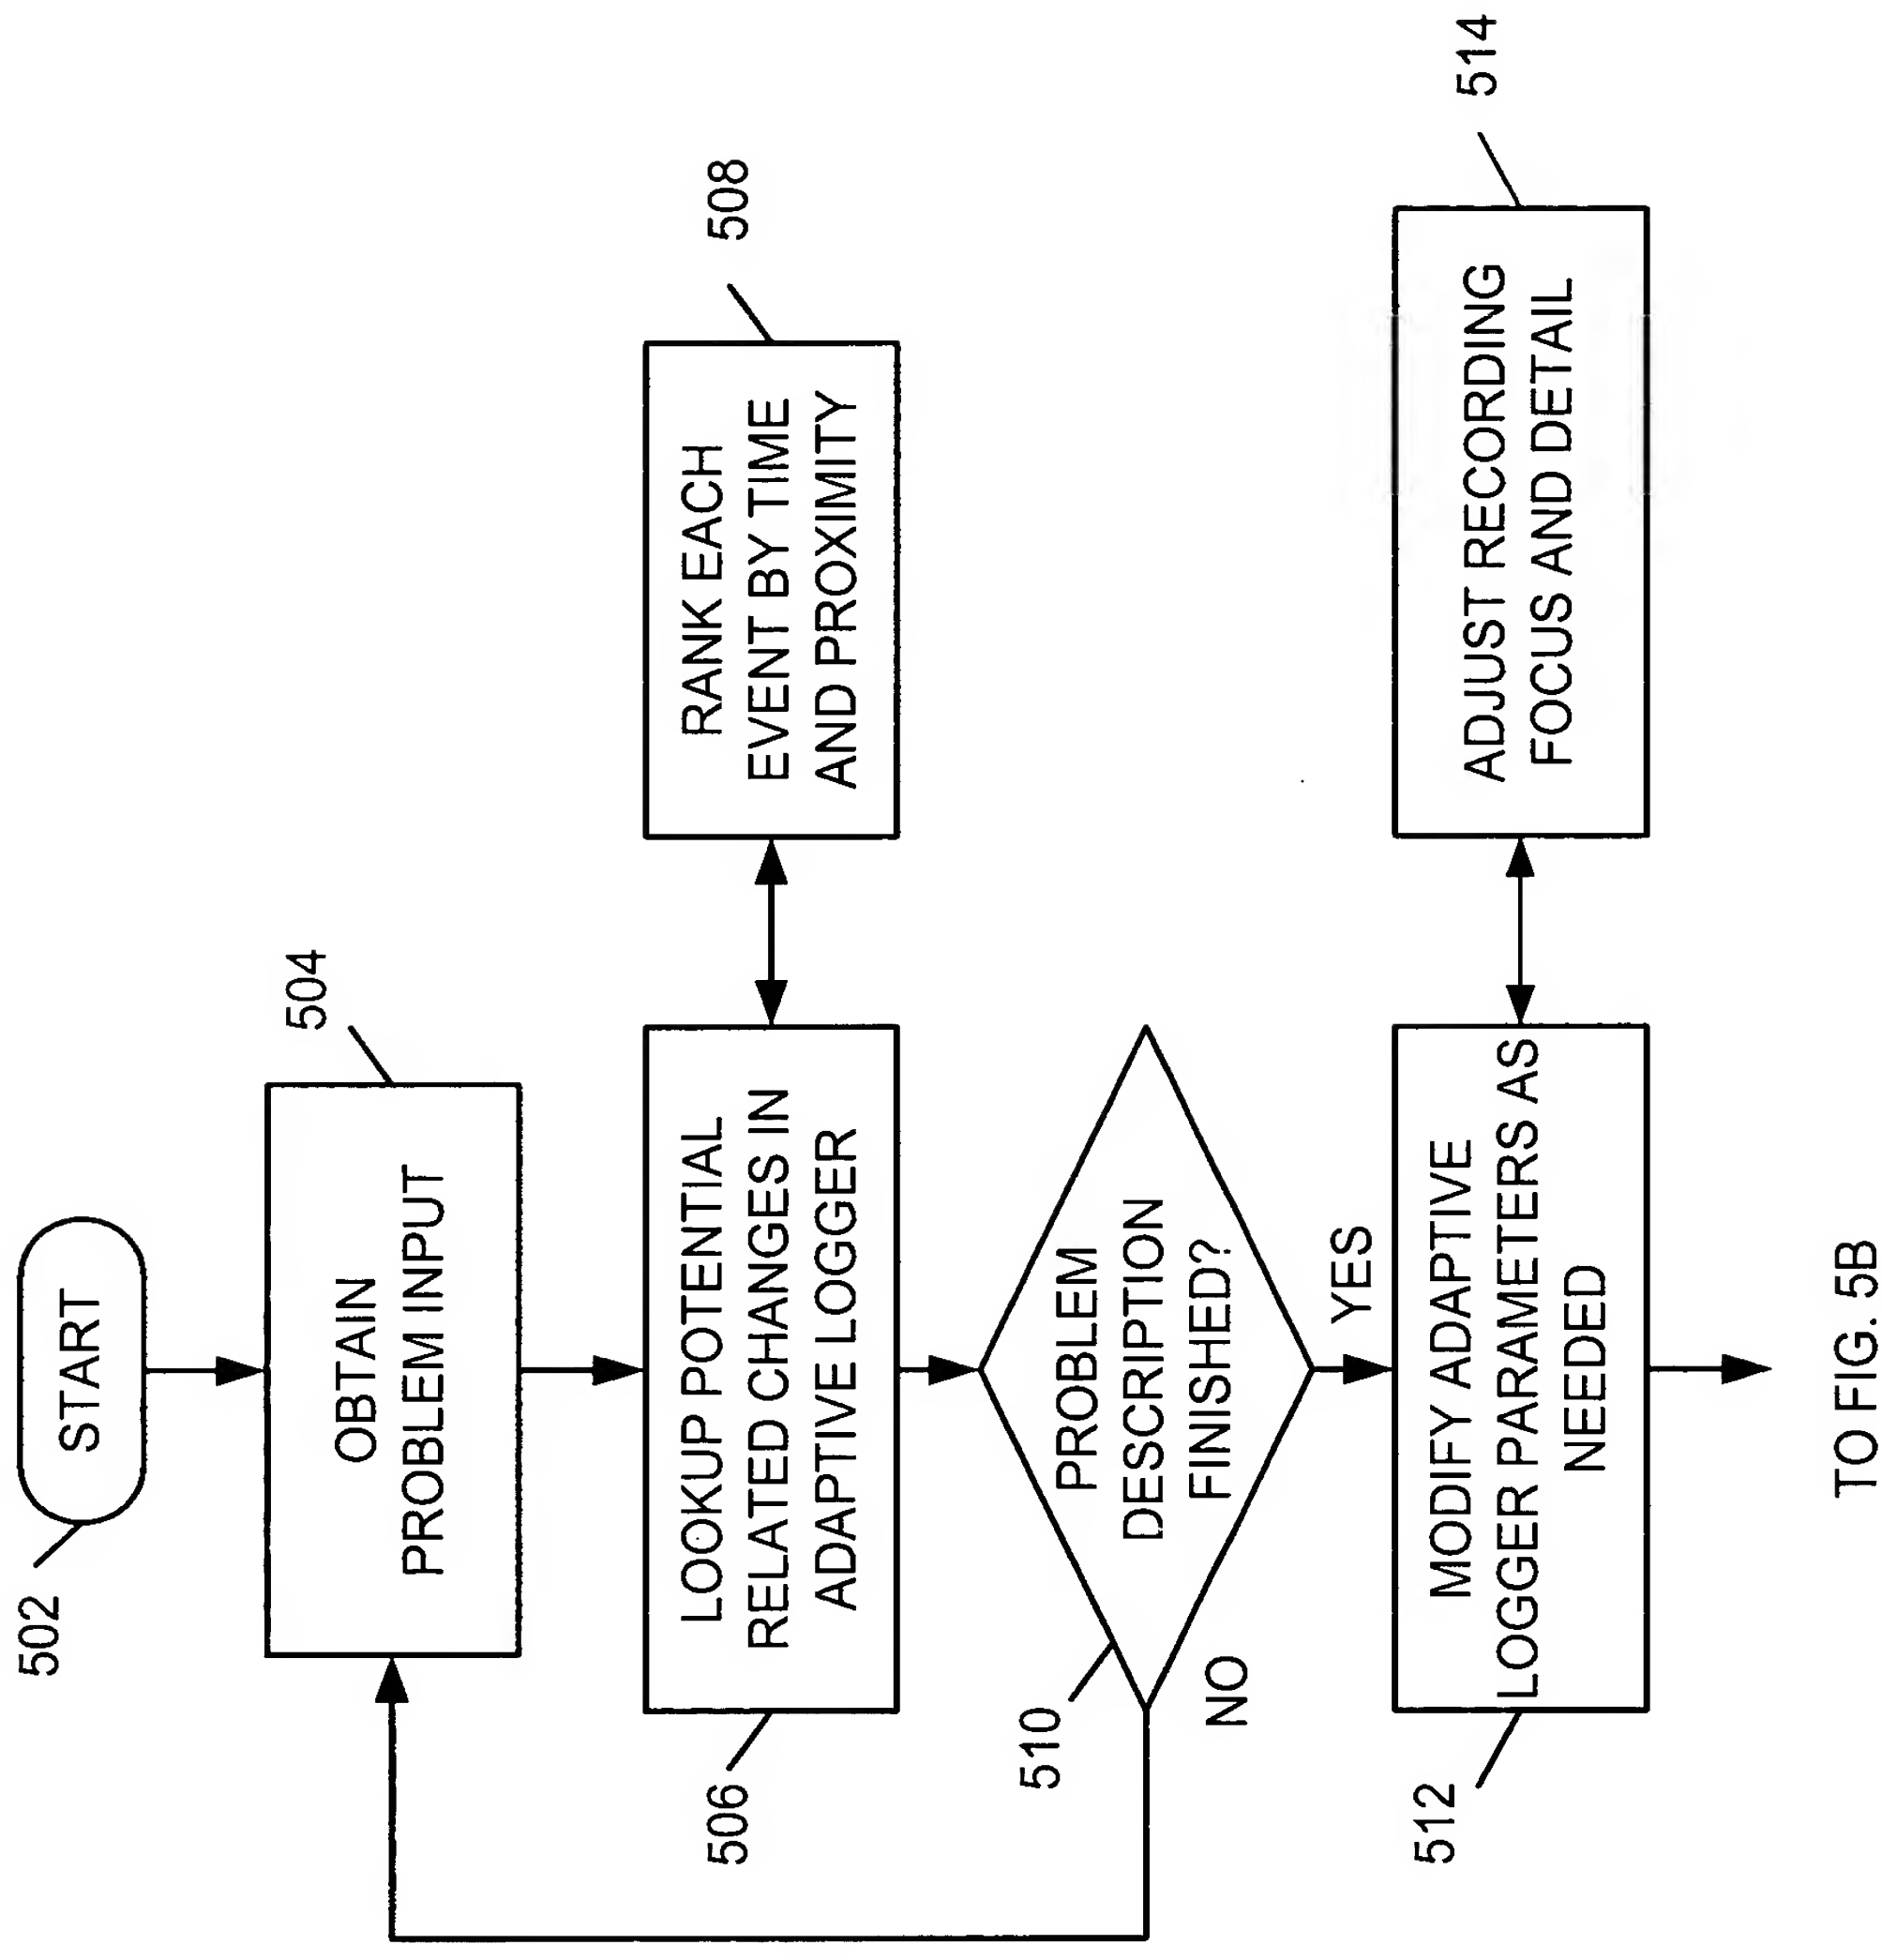 502
START
504
OBTAIN
PROBLEM INPUT
506
LOOKUP POTENTIAL
RELATED CHANGES IN
ADAPTIVE LOGGER
508
RANK EACH
EVENT BY TIME
AND PROXIMITY
510
PROBLEM
DESCRIPTION
FINISHED?
NO
YES
512
MODIFY ADAPTIVE
LOGGER PARAMETERS AS
NEEDED
514
ADJUST RECORDING
FOCUS AND DETAIL
TO FIG. 5B